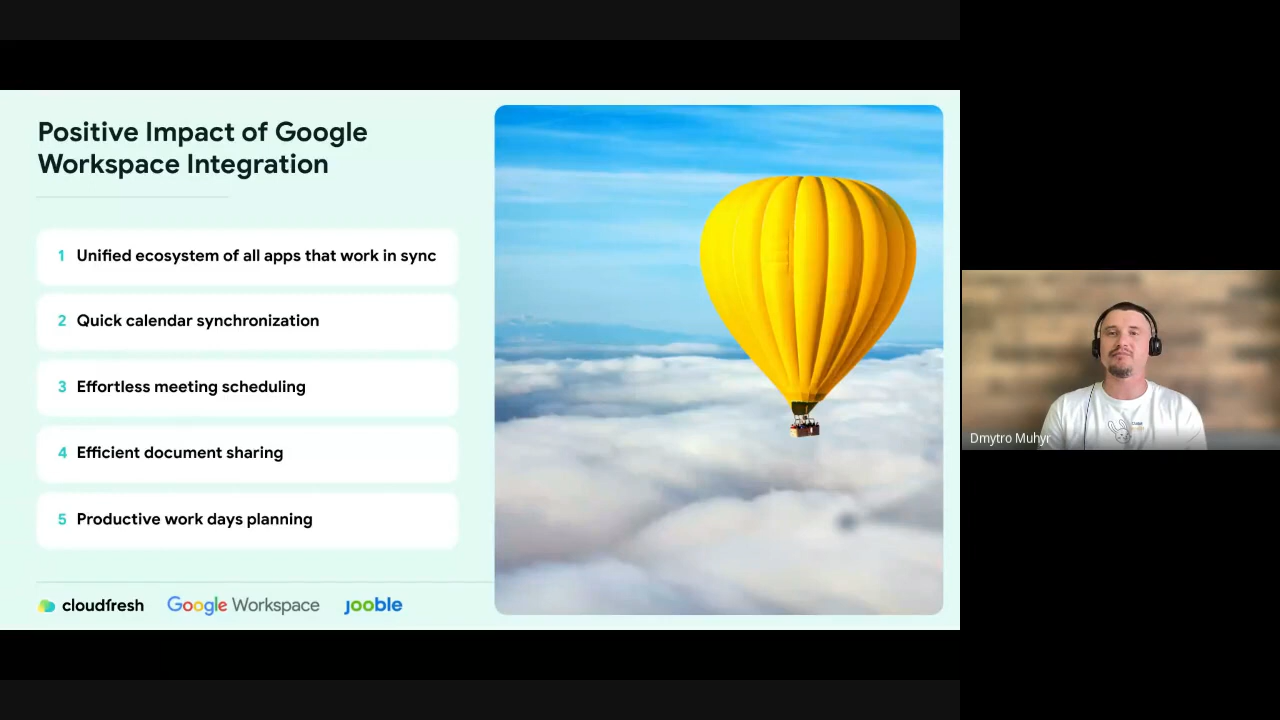 Positive Impact of Google
Workspace Integration
1 Unified ecosystem of all apps that work in sync
2 Quick calendar synchronization
3 Effortless meeting scheduling
4 Efficient document sharing
5 Productive work days planning
cloudfresh Google Workspace jooble
Dmytro Muhyr